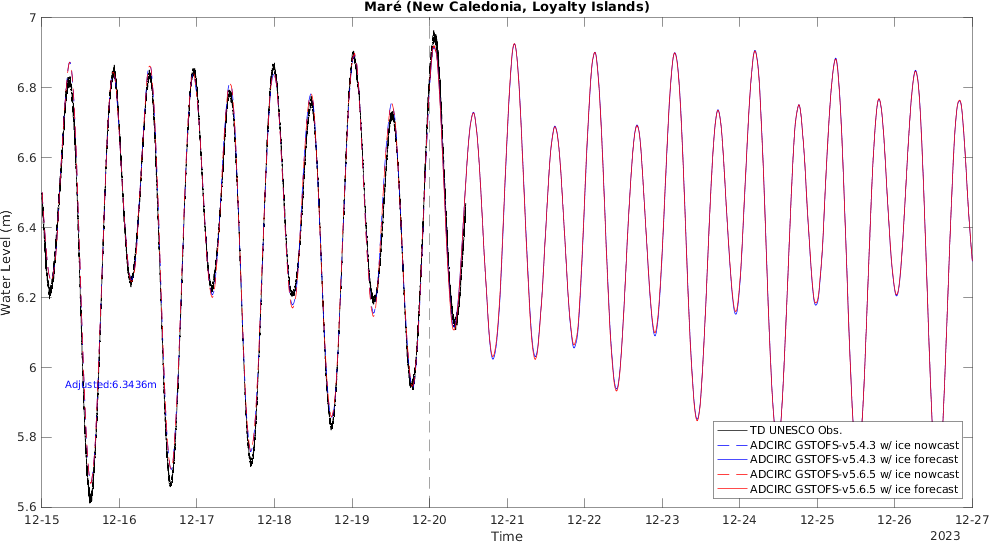 Maré (New Caledonia, Loyalty Islands)
7
6.8
6.6
6.4
6.2
6
5.8
5.6
Water Level (m)
Adjusted:6.3436m
TD UNESCO Obs.
ADCIRC GSTOFS-v5.4.3 w/ ice nowcast
ADCIRC GSTOFS-v5.4.3 w/ ice forecast
ADCIRC GSTOFS-v5.6.5 w/ ice nowcast
ADCIRC GSTOFS-v5.6.5 w/ ice forecast
12-15 12-16 12-17 12-18 12-19 12-20 12-21 12-22 12-23 12-24 12-25 12-26 12-27
Time
2023